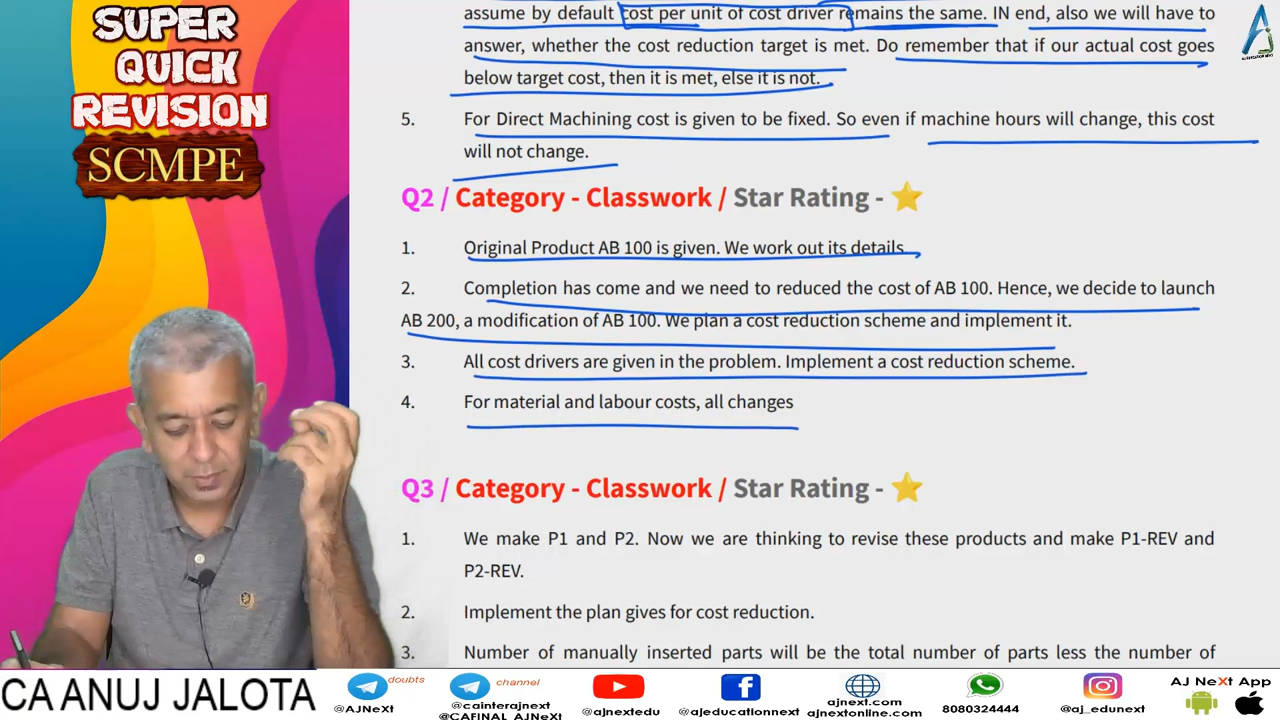 SUPER
QUICK
REVISION
SCMPE
assume by default cost per unit of cost driver remains the same. IN end, also we will have to
answer, whether the cost reduction target is met. Do remember that if our actual cost goes
below target cost, then it is met, else it is not.
5. For Direct Machining cost is given to be fixed. So even if machine hours will change, this cost
will not change.
Q2 / Category - Classwork / Star Rating - ⭐
1. Original Product AB 100 is given. We work out its details.
2. Completion has come and we need to reduced the cost of AB 100. Hence, we decide to launch
AB 200, a modification of AB 100. We plan a cost reduction scheme and implement it.
3. All cost drivers are given in the problem. Implement a cost reduction scheme.
4. For material and labour costs, all changes
Q3 / Category - Classwork / Star Rating - ⭐
1. We make P1 and P2. Now we are thinking to revise these products and make P1-REV and
P2-REV.
2. Implement the plan gives for cost reduction.
3. Number of manually inserted parts will be the total number of parts less the number of
CA ANUJ JALOTA
doubts
@AJNeXt
channel
@cainterajnext
@CAFINAL_AJNeXt
@ajnextedu
@ajeducationnext
ajnext.com
ajnextonline.com
8080324444
@aj_edunext
AJ NeXt App